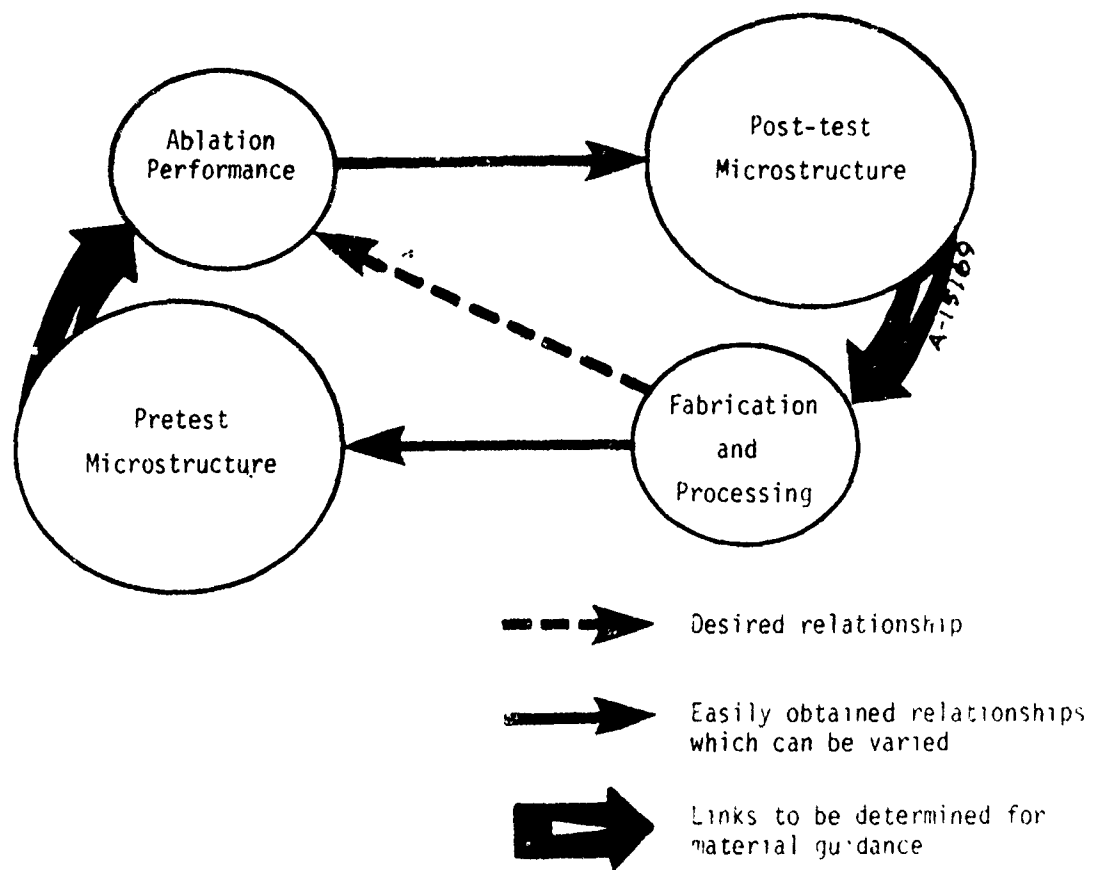 Ablation
Performance
Post-test
Microstructure
A-15169
Pretest
Microstructure
Fabrication
and
Processing
Desired relationship
Easily obtained relationships
which can be varied
Links to be determined for
material guidance